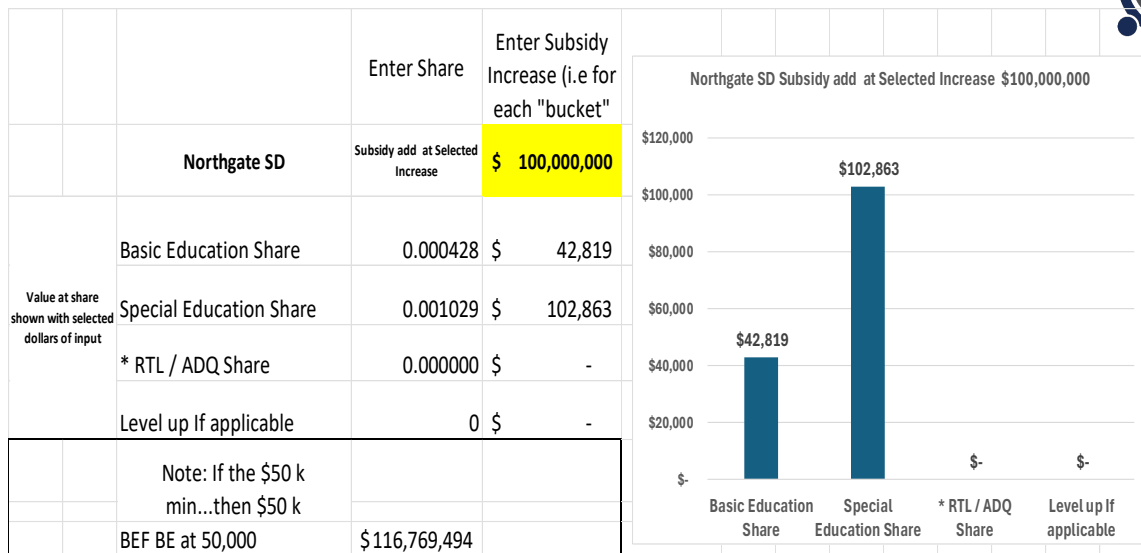 Enter Share
Enter Subsidy
Increase (i.e for
each "bucket"
Northgate SD
Subsidy add at Selected
Increase
$ 100,000,000
Value at share
shown with selected
dollars of input
Basic Education Share 0.000428 $ 42,819
Special Education Share 0.001029 $ 102,863
* RTL / ADQ Share 0.000000 $ -
Level up If applicable 0 $ -
Note: If the $50 k
min...then $50 k
BEF BE at 50,000 $116,769,494
Northgate SD Subsidy add at Selected Increase $100,000,000
$120,000
$100,000
$80,000
$60,000
$40,000
$20,000
$-
$42,819
$102,863
$-
$-
Basic Education
Share
Special
Education Share
* RTL / ADQ
Share
Level up If
applicable